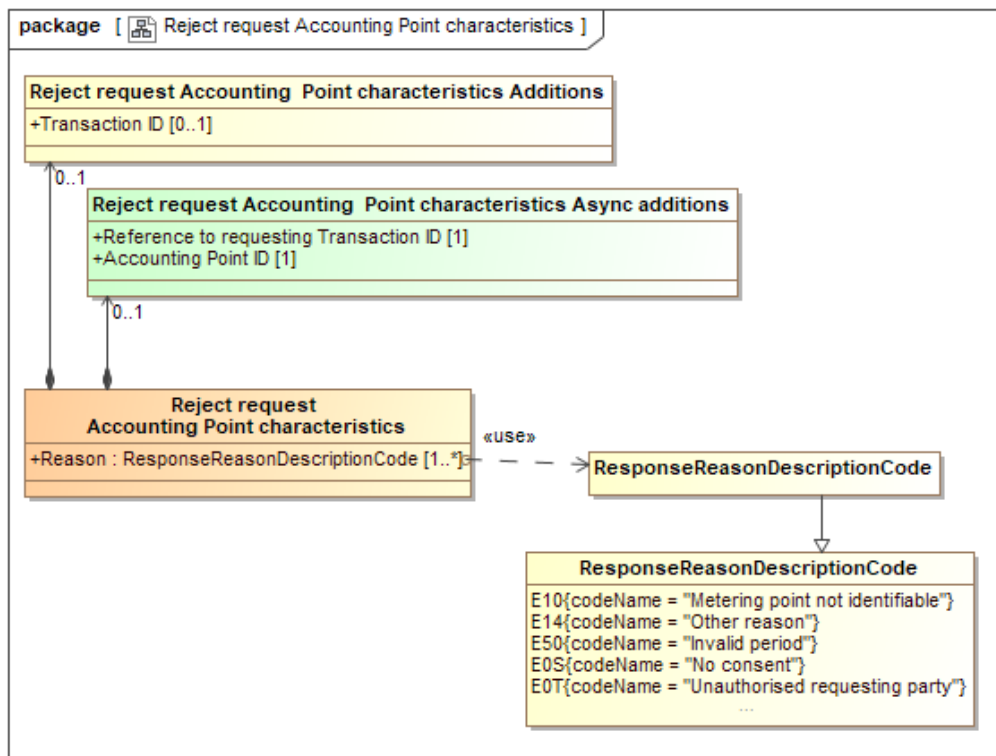 package [ Reject request Accounting Point characteristics ]
Reject request Accounting Point characteristics Additions
+Transaction ID [0..1]
0..1
Reject request Accounting Point characteristics Async additions
+Reference to requesting Transaction ID [1]
+Accounting Point ID [1]
0..1
Reject request
Accounting Point characteristics
+Reason : ResponseReasonDescriptionCode [1..*]
«use»
ResponseReasonDescriptionCode
ResponseReasonDescriptionCode
E10{codeName = "Metering point not identifiable"}
E14{codeName = "Other reason"}
E50{codeName = "Invalid period"}
E0S{codeName = "No consent"}
E0T{codeName = "Unauthorised requesting party"}
...